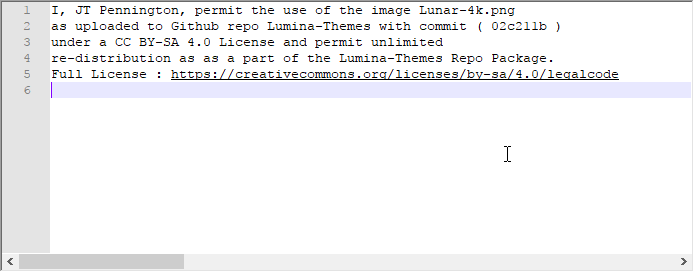 1 I, JT Pennington, permit the use of the image Lunar-4k.png
2 as uploaded to Github repo Lumina-Themes with commit ( 02c211b )
3 under a CC BY-SA 4.0 License and permit unlimited
4 re-distribution as as a part of the Lumina-Themes Repo Package.
5 Full License : https://creativecommons.org/licenses/by-sa/4.0/legalcode
6